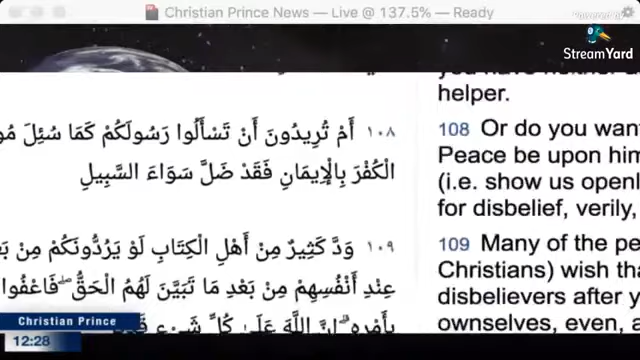 Christian Prince News — Live @ 137.5% — Ready
Powered by
StreamYard
helper.
١٠٨ أَمْ تُرِيدُونَ أَنْ تَسْأَلُوا رَسُولَكُمْ كَمَا سُئِلَ
الْكُفْرَ بِالْإِيمَانِ فَقَدْ ضَلَّ سَوَاءَ السَّبِيلِ
108 Or do you want
Peace be upon him
(i.e. show us openl
for disbelief, verily,
١٠٩ وَدَّ كَثِيرٌ مِنْ أَهْلِ الْكِتَابِ لَوْ يَرُدُّونَكُمْ مِنْ
عِنْدِ أَنْفُسِهِمْ مِنْ بَعْدِ مَا تَبَيَّنَ لَهُمُ الْحَقُّ ۖ فَاعْفُوا
بِأَمْرِهِ ۗ إِنَّ اللَّهَ عَلَىٰ كُلِّ شَيْءٍ
109 Many of the pe
Christians) wish tha
disbelievers after y
ownselves, even, a
Christian Prince
12:28